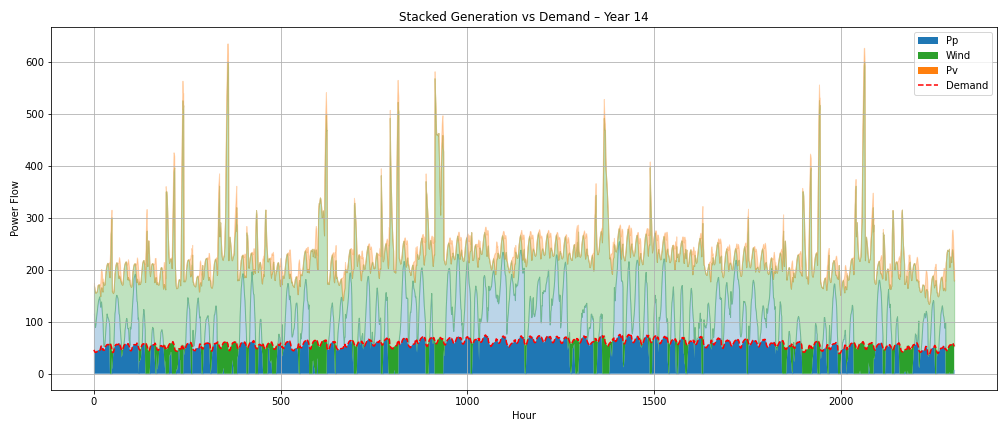 Stacked Generation vs Demand – Year 14
Pp
Wind
Pv
Demand
600
500
400
300
200
100
0
Power Flow
0
500
1000
1500
2000
Hour